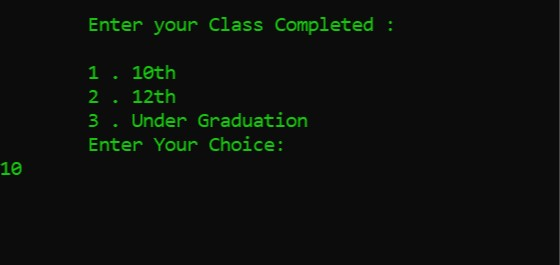 Enter your Class Completed :
1 . 10th
2 . 12th
3 . Under Graduation
Enter Your Choice:
10